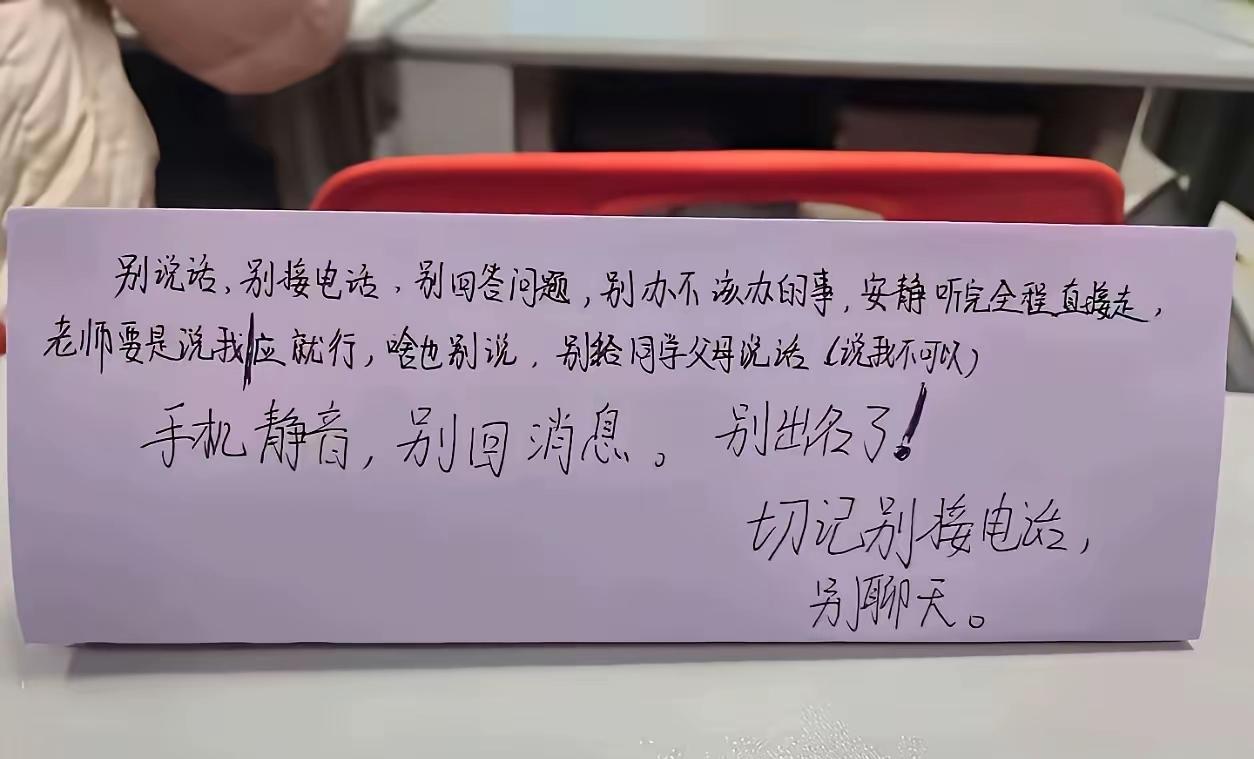 别说话,别接电话,别回答问题,别办不该办的事,安静听完全程直接走,
老师要是说我应就行,啥也别说,别给同学父母说话(说我不可以)
手机静音,别回消息。别出名了!
切记别接电话,
别聊天。